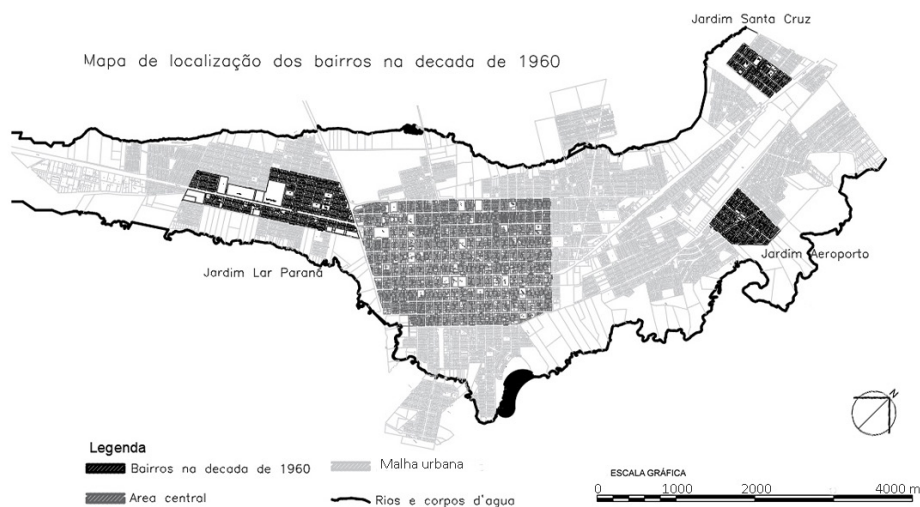 Jardim Santa Cruz
Mapa de localização dos bairros na decada de 1960
Jardim Lar Paraná
Jardim Aeroporto
N
Legenda
Bairros na decada de 1960
Malha urbana
Area central
Rios e corpos d'agua
ESCALA GRÁFICA
0 1000 2000 4000 m